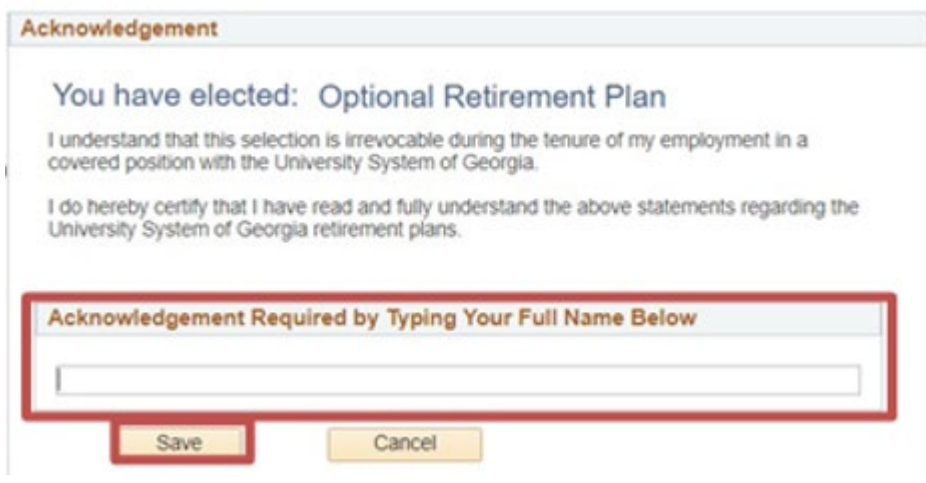 Acknowledgement
You have elected: Optional Retirement Plan
I understand that this selection is irrevocable during the tenure of my employment in a
covered position with the University System of Georgia.
I do hereby certify that I have read and fully understand the above statements regarding the
University System of Georgia retirement plans.
Acknowledgement Required by Typing Your Full Name Below
Save Cancel